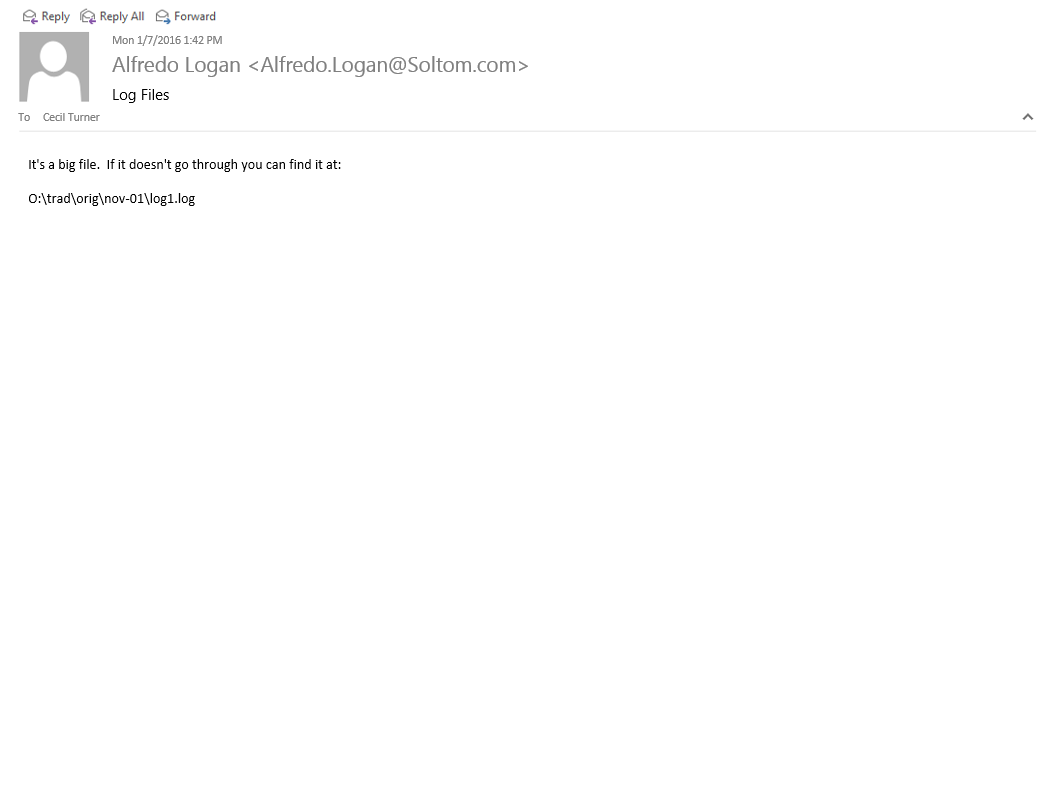 Reply Reply All Forward
Mon 1/7/2016 1:42 PM
Alfredo Logan <Alfredo.Logan@Soltom.com>
Log Files
To Cecil Turner
It's a big file.  If it doesn't go through you can find it at:
O:\trad\orig\nov-01\log1.log